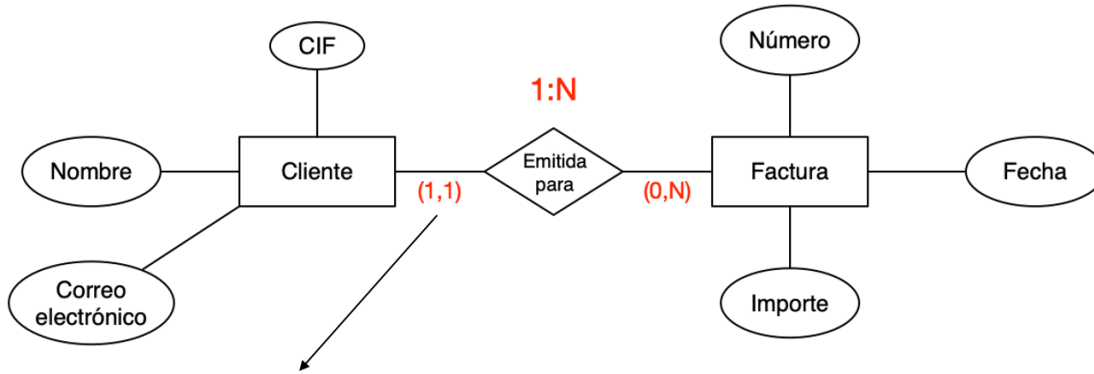 CIF
Número
1:N
Nombre
Cliente
Emitida
para
Factura
Fecha
(1,1)
(0,N)
Correo
electrónico
Importe